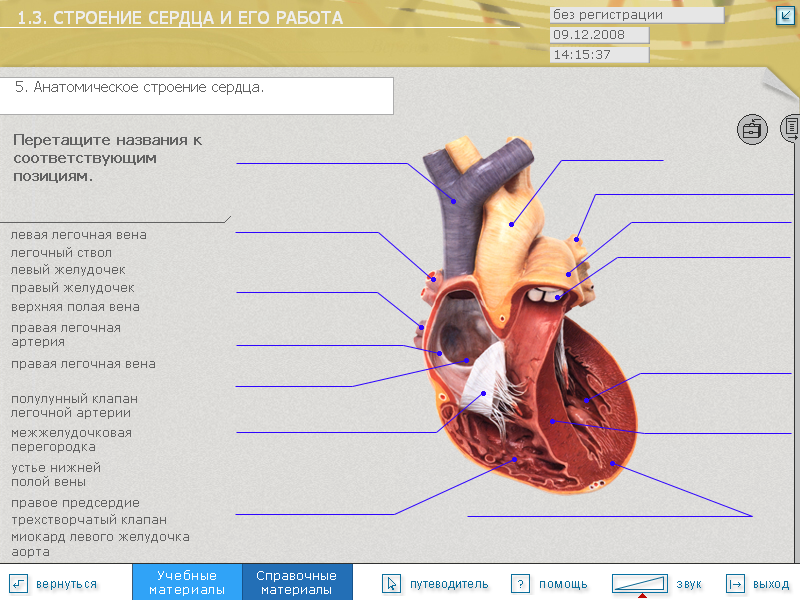 1.3. СТРОЕНИЕ СЕРДЦА И ЕГО РАБОТА
без регистрации
09.12.2008
14:15:37
5. Анатомическое строение сердца.
Перетащите названия к
соответствующим
позициям.
левая легочная вена
легочный ствол
левый желудочек
правый желудочек
верхняя полая вена
правая легочная
артерия
правая легочная вена
полулунный клапан
легочной артерии
межжелудочковая
перегородка
устье нижней
полой вены
правое предсердие
трехстворчатый клапан
миокард левого желудочка
аорта
вернуться
Учебные
материалы
Справочные
материалы
путеводитель
?
помощь
звук
выход